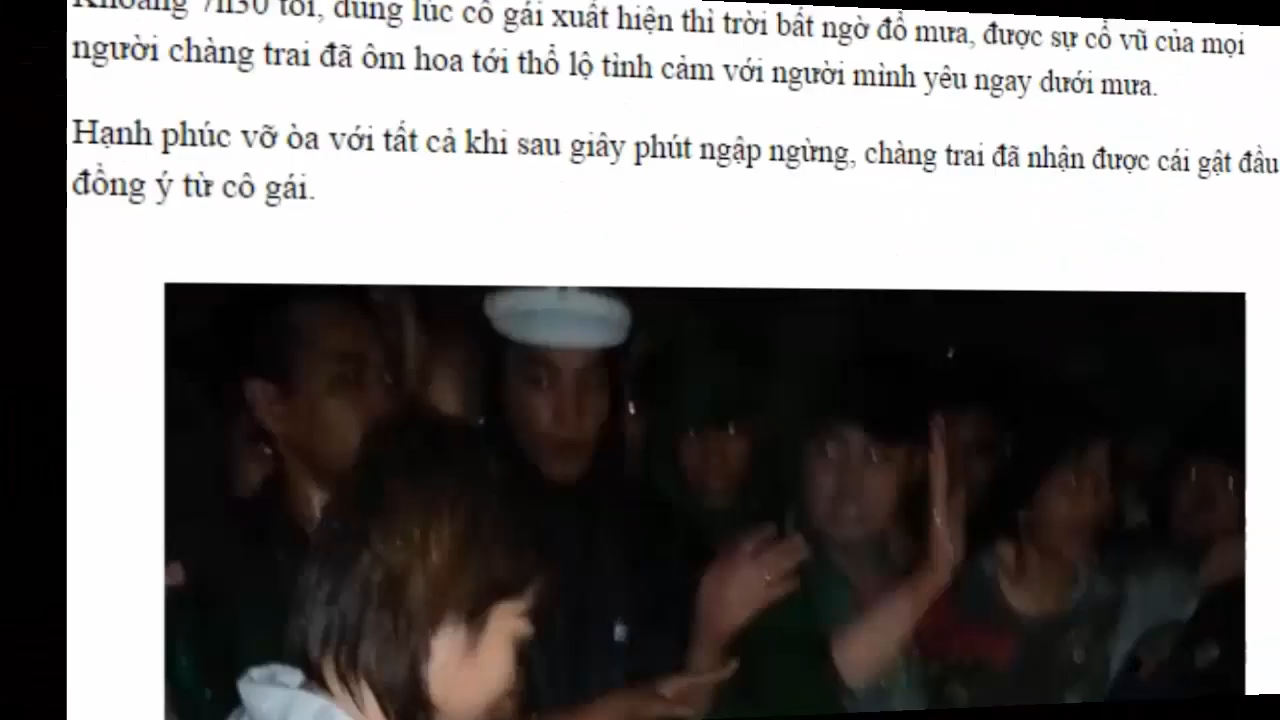 Khoảng 7h30 tối, đúng lúc cô gái xuất hiện thì trời bất ngờ đổ mưa, được sự cổ vũ của mọi
người chàng trai đã ôm hoa tới thổ lộ tình cảm với người mình yêu ngay dưới mưa.
Hạnh phúc vỡ òa với tất cả khi sau giây phút ngập ngừng, chàng trai đã nhận được cái gật đầu
đồng ý từ cô gái.